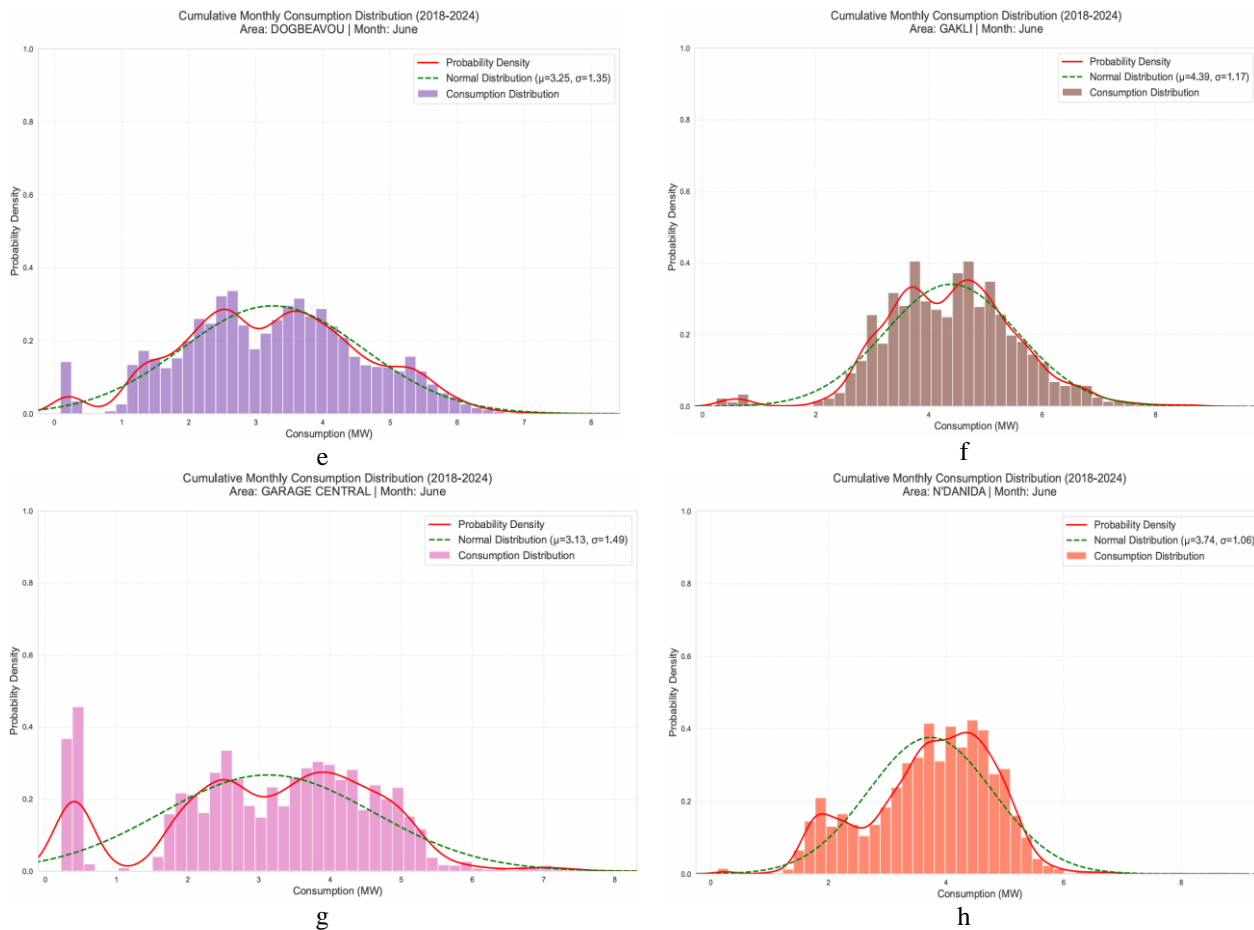 Cumulative Monthly Consumption Distribution (2018-2024)
Area: DOGBEAVOU | Month: June
1.0
0.8
0.6
0.4
0.2
0.0
Probability Density
Probability Density
Normal Distribution (μ=3.25, σ=1.35)
Consumption Distribution
0 1 2 3 4 5 6 7 8
Consumption (MW)
e
Cumulative Monthly Consumption Distribution (2018-2024)
Area: GAKLI | Month: June
1.0
0.8
0.6
0.4
0.2
0.0
Probability Density
Probability Density
Normal Distribution (μ=4.39, σ=1.17)
Consumption Distribution
0 2 4 6 8
Consumption (MW)
f
Cumulative Monthly Consumption Distribution (2018-2024)
Area: GARAGE CENTRAL | Month: June
1.0
0.8
0.6
0.4
0.2
0.0
Probability Density
Probability Density
Normal Distribution (μ=3.13, σ=1.49)
Consumption Distribution
0 1 2 3 4 5 6 7 8
Consumption (MW)
g
Cumulative Monthly Consumption Distribution (2018-2024)
Area: N'DANIDA | Month: June
1.0
0.8
0.6
0.4
0.2
0.0
Probability Density
Probability Density
Normal Distribution (μ=3.74, σ=1.06)
Consumption Distribution
0 2 4 6 8
Consumption (MW)
h